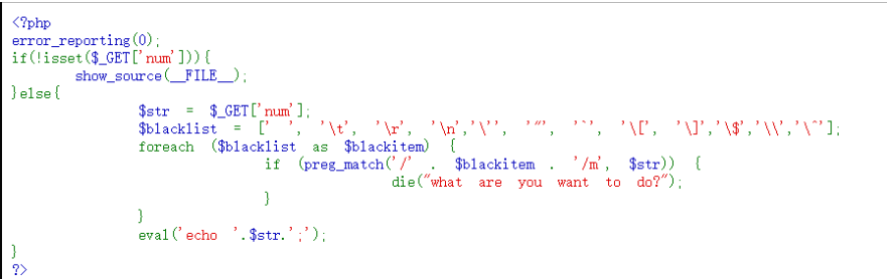 <?php
error_reporting(0);
if(!isset($_GET['num'])){
        show_source(__FILE__);
}else{
                $str = $_GET['num'];
                $blacklist = [' ', '\t', '\r', '\n','\'', '"', '`', '\[', '\]','\$','\\','\^'];
                foreach ($blacklist as $blackitem) {
                                if (preg_match('/' . $blackitem . '/m', $str)) {
                                                die("what are you want to do?");
                                }
                }
                eval('echo '.$str.';');
}
?>